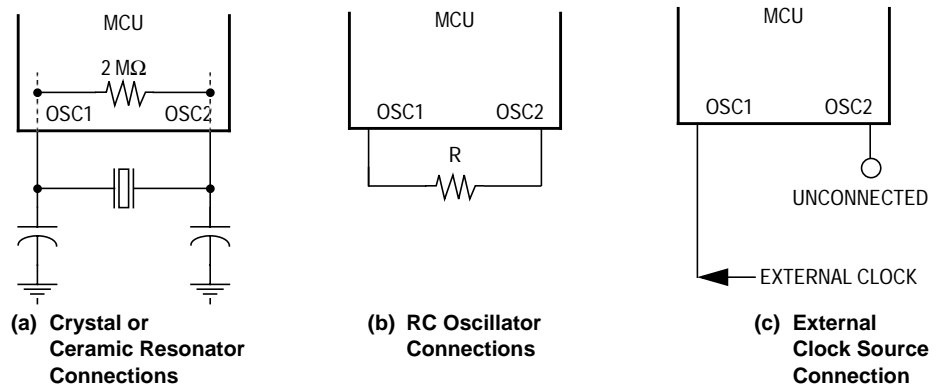 MCU
2 MΩ
OSC1
OSC2
(a) Crystal or
Ceramic Resonator
Connections
MCU
OSC1
OSC2
R
(b) RC Oscillator
Connections
MCU
OSC1
OSC2
UNCONNECTED
EXTERNAL CLOCK
(c) External
Clock Source
Connection